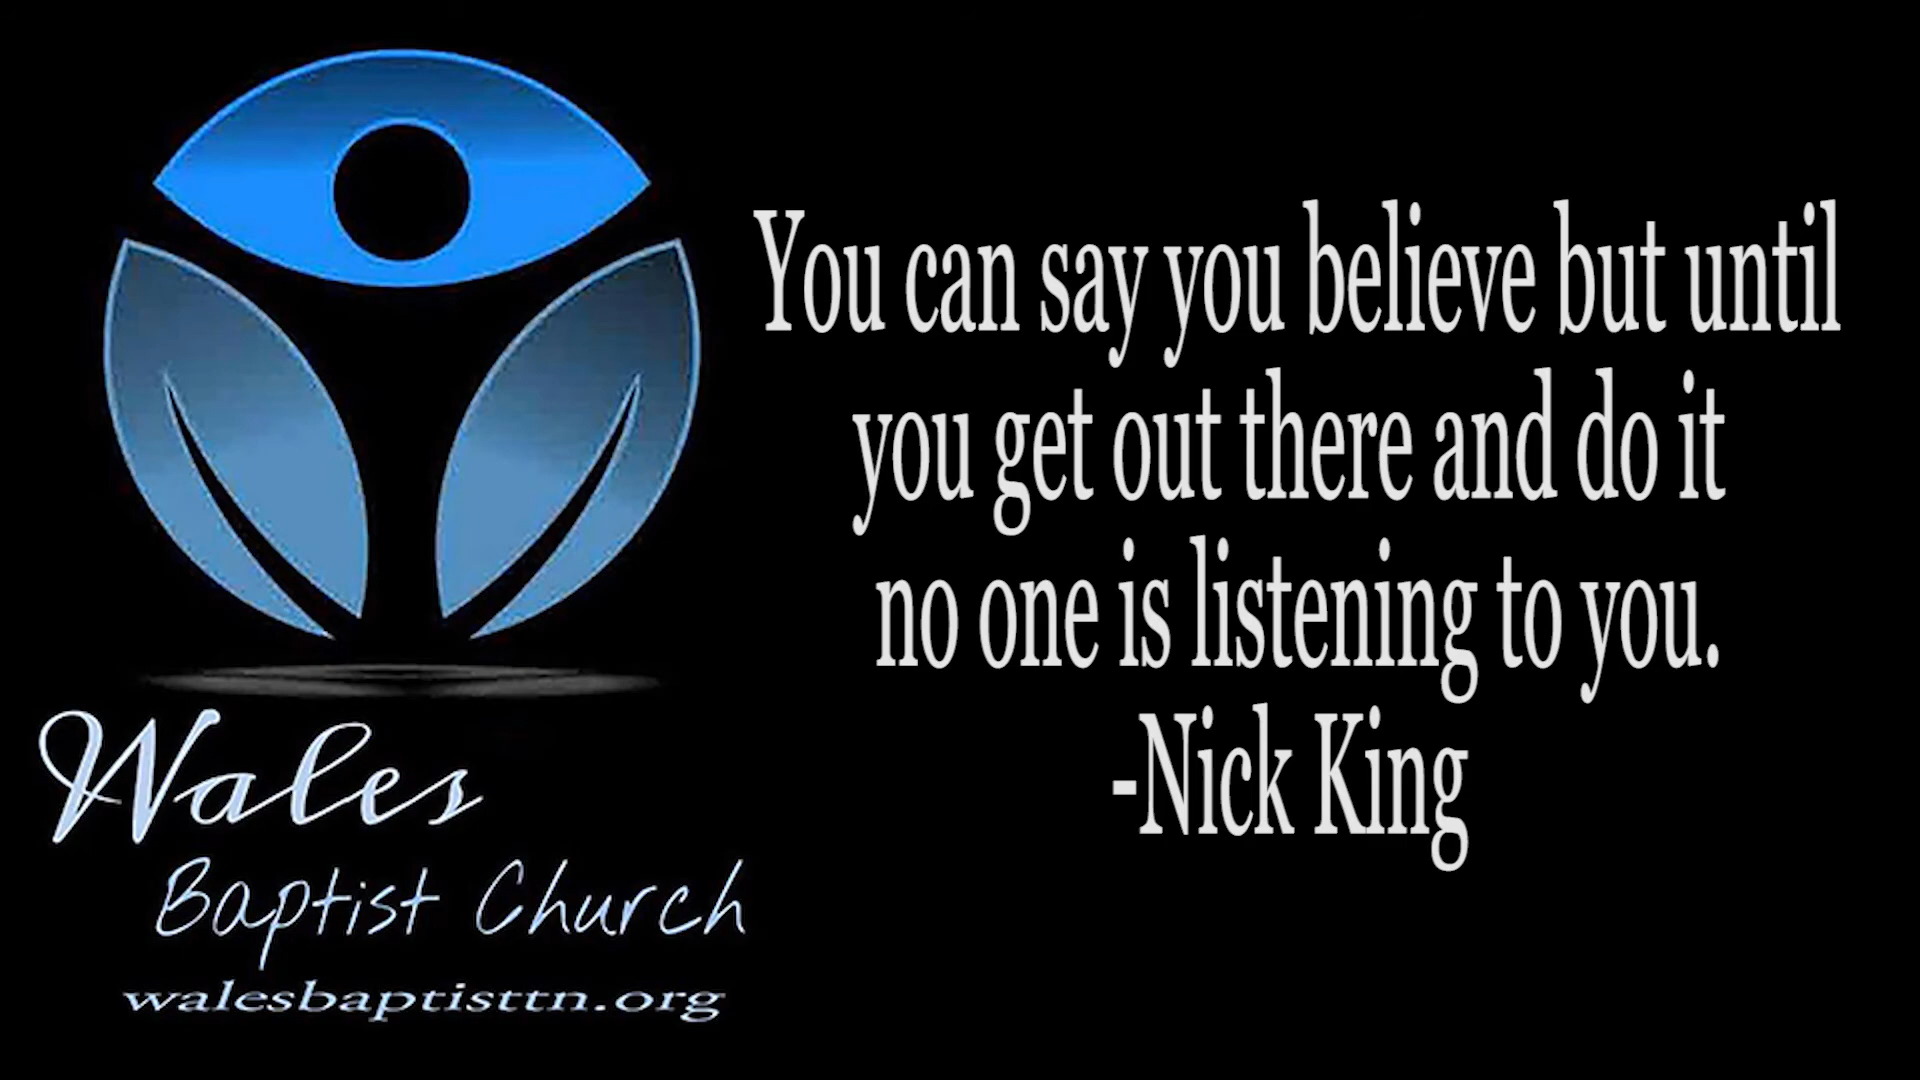 You can say you believe but until
you get out there and do it
no one is listening to you.
-Nick King
Wales
Baptist Church
walesbaptisttn.org